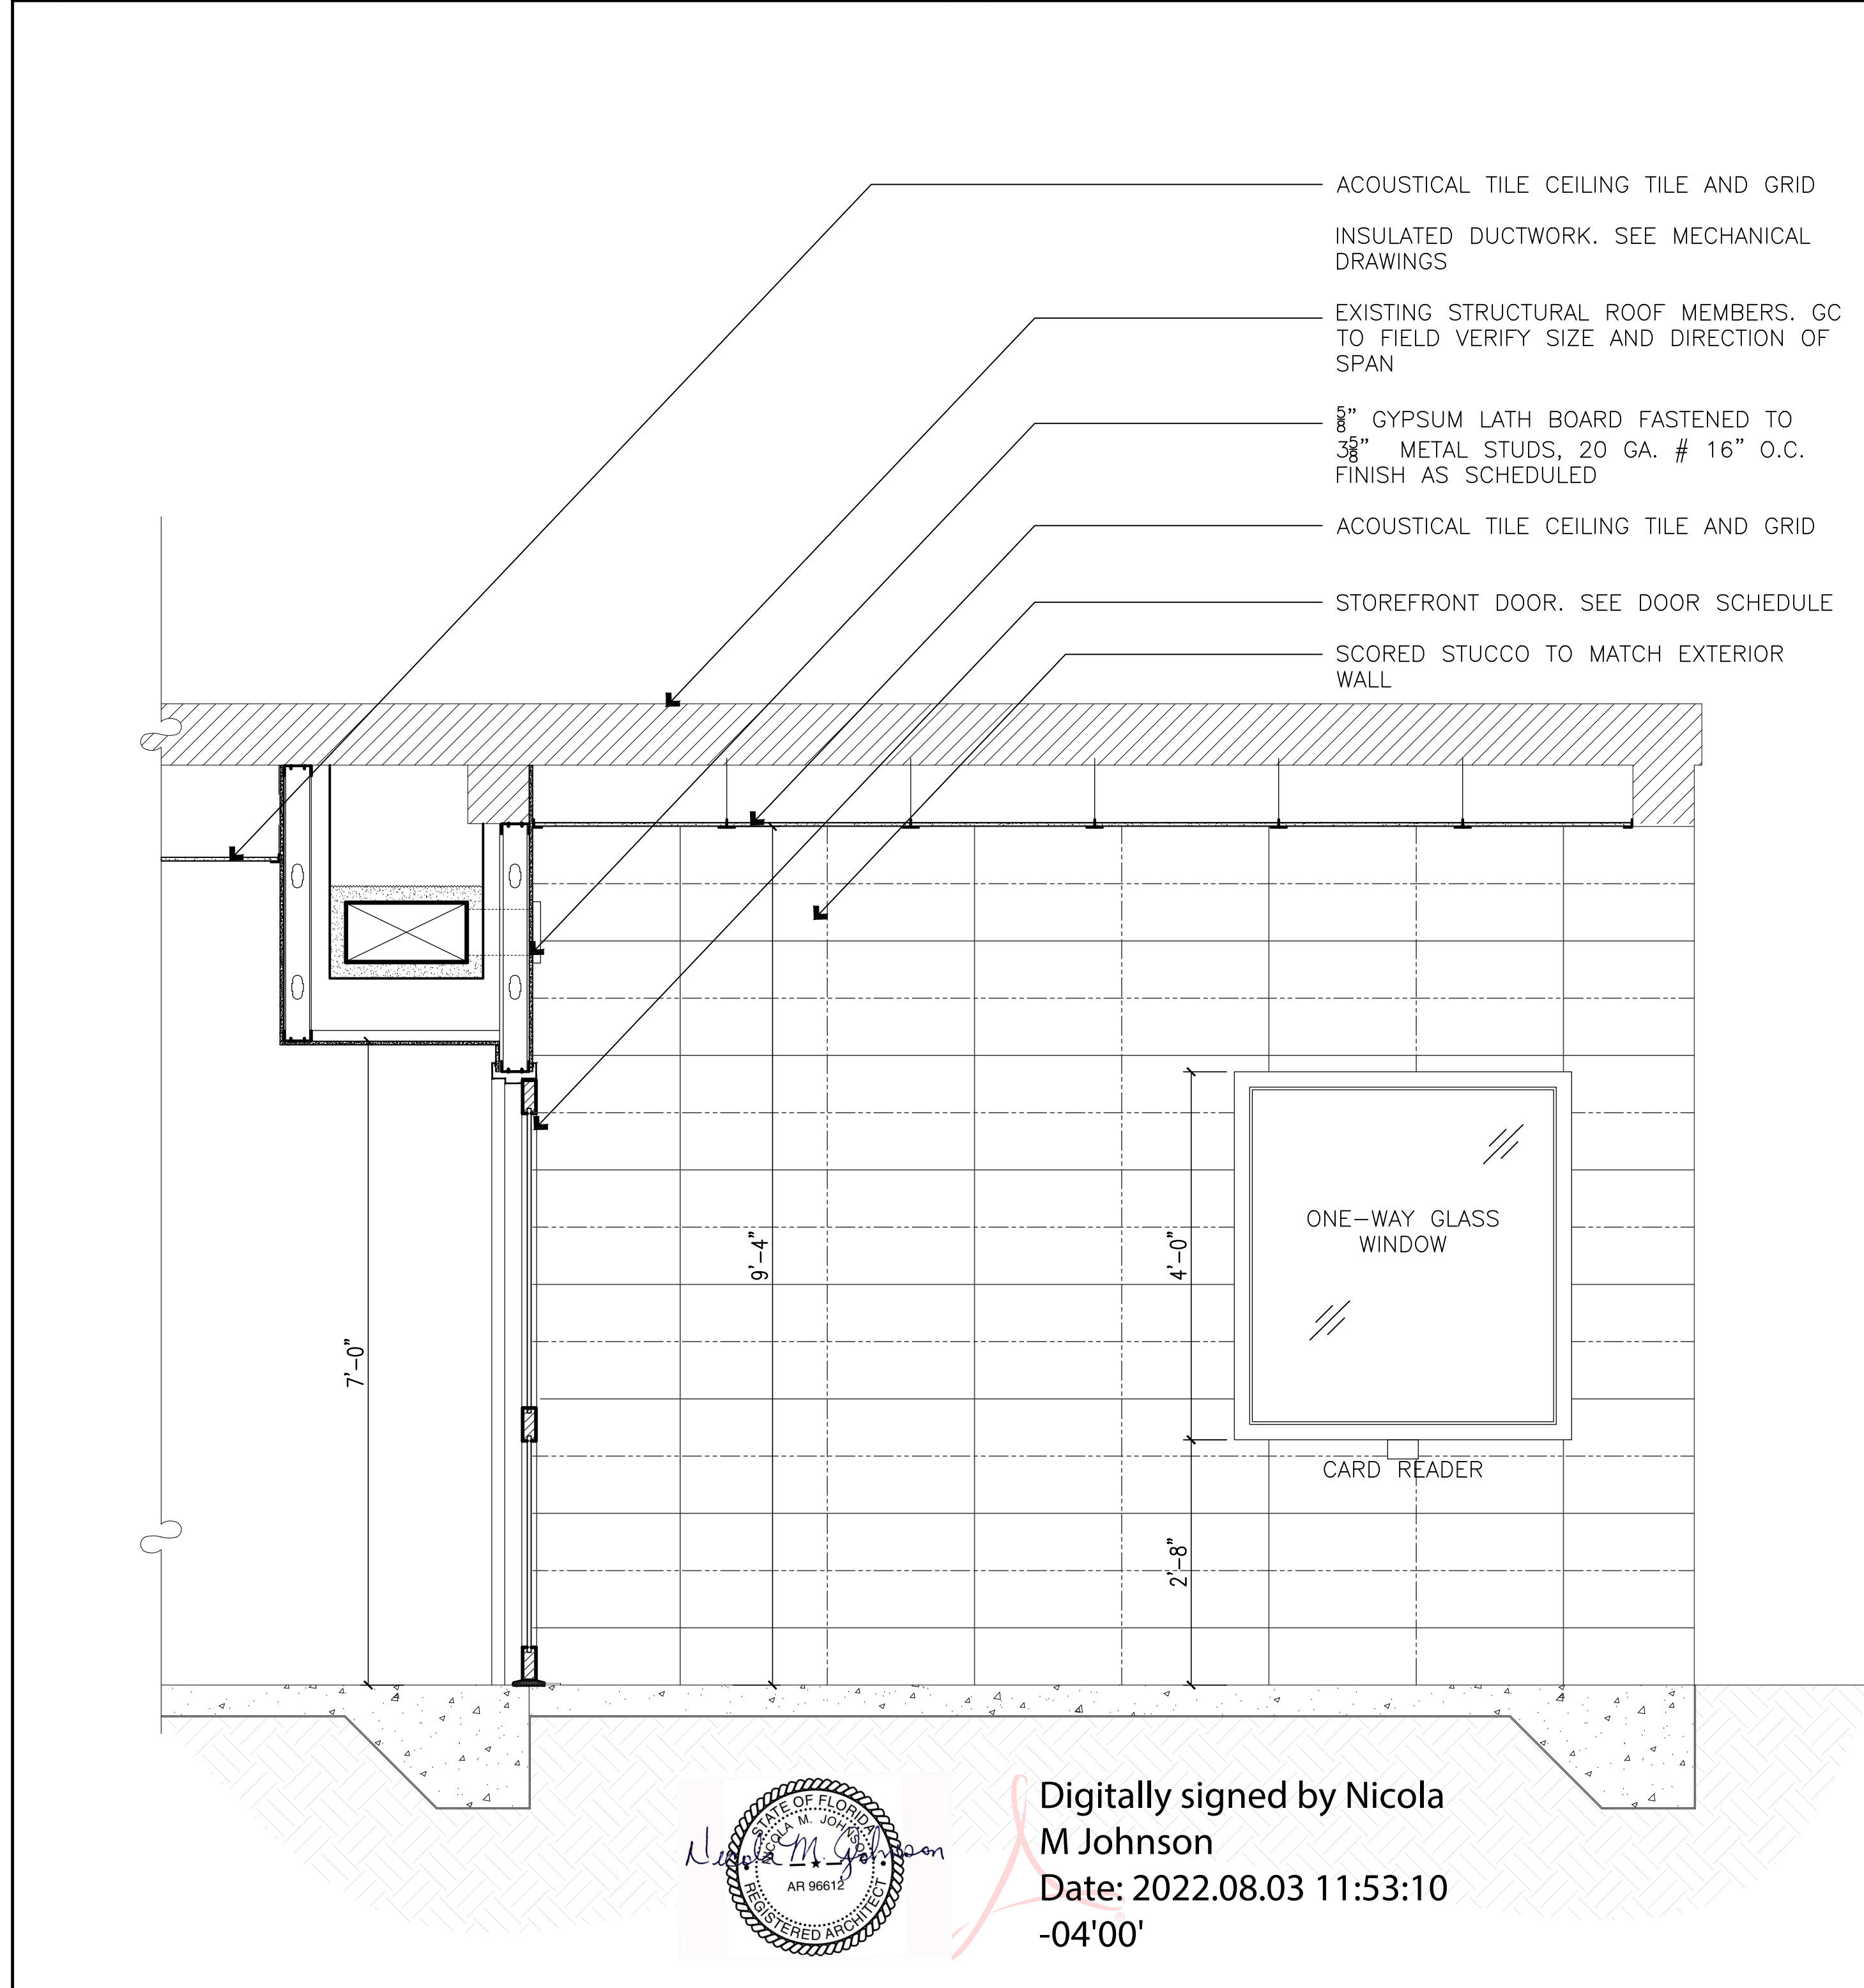 ACOUSTICAL TILE CEILING TILE AND GRID
INSULATED DUCTWORK. SEE MECHANICAL
DRAWINGS
EXISTING STRUCTURAL ROOF MEMBERS. GC
TO FIELD VERIFY SIZE AND DIRECTION OF
SPAN
5/8” GYPSUM LATH BOARD FASTENED TO
3 5/8” METAL STUDS, 20 GA. # 16” O.C.
FINISH AS SCHEDULED
ACOUSTICAL TILE CEILING TILE AND GRID
STOREFRONT DOOR. SEE DOOR SCHEDULE
SCORED STUCCO TO MATCH EXTERIOR
WALL
7’-0”
9’-4”
4’-0”
2’-8”
ONE-WAY GLASS
WINDOW
CARD READER
STATE OF FLORIDA
NICOLA M. JOHNSON
Nicola M. Johnson
AR 96612
REGISTERED ARCHITECT
Digitally signed by Nicola
M Johnson
Date: 2022.08.03 11:53:10
-04'00'